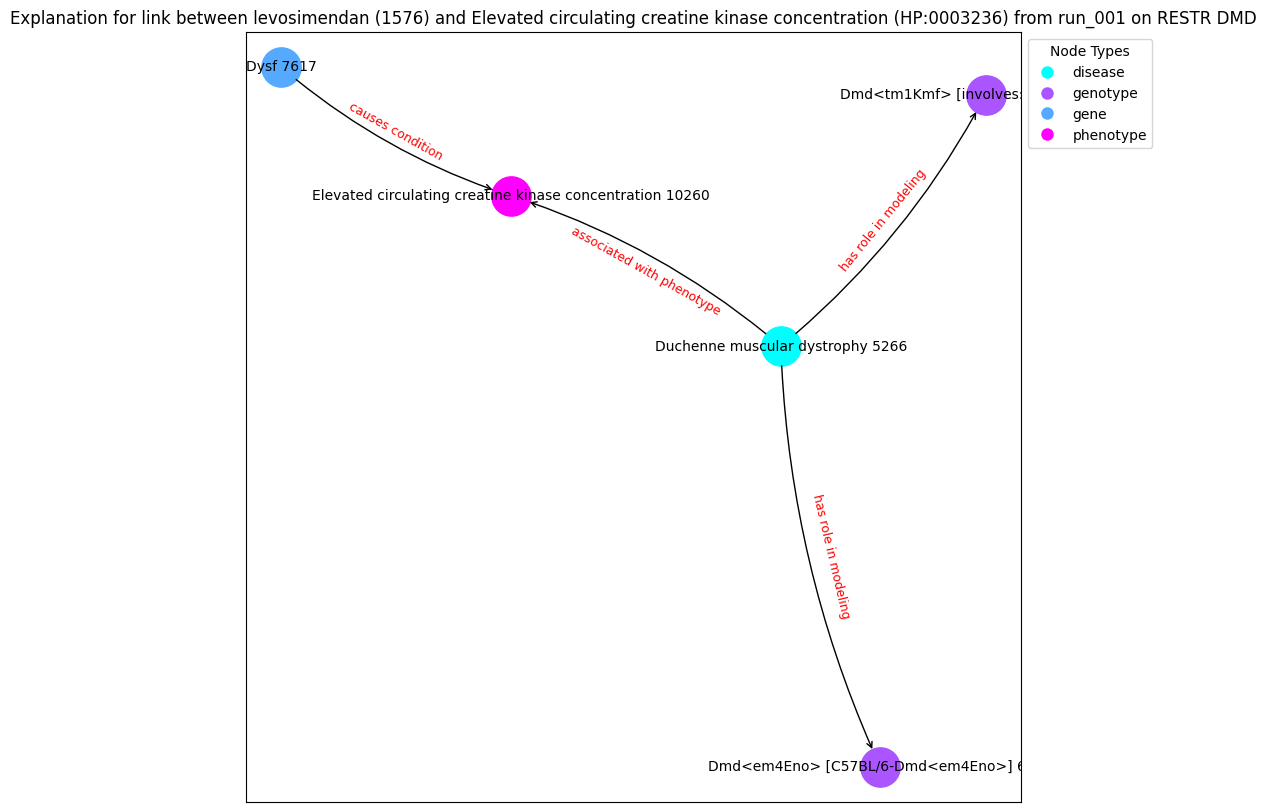 Explanation for link between levosimendan (1576) and Elevated circulating creatine kinase concentration (HP:0003236) from run_001 on RESTR DMD
Node Types
disease
genotype
gene
phenotype
Dysf 7617
Dmd<tm1Kmf> [involves:
causes condition
Elevated circulating creatine kinase concentration 10260
has role in modeling
associated with phenotype
Duchenne muscular dystrophy 5266
has role in modeling
Dmd<em4Eno> [C57BL/6-Dmd<em4Eno>] 6